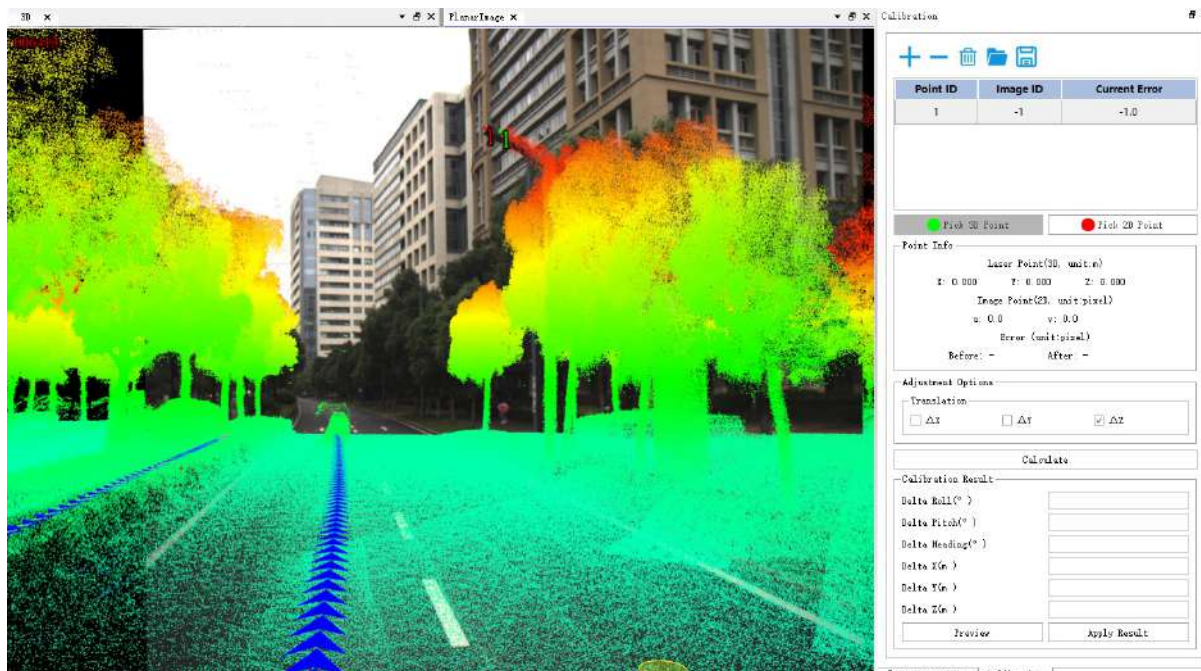 3D
PlanarImage
Calibration
Point ID Image ID Current Error
1 -1 -1.0
Pick 3D Point Pick 2D Point
Point Info
Laser Point(3D, unit:m)
X: 0.000 Y: 0.000 Z: 0.000
Image Point(2D, unit:pixel)
u: 0.0 v: 0.0
Error (unit:pixel)
Before: - After: -
Adjustment Options
Translation
△X △Y △Z
Calculate
Calibration Result
Delta Roll(° )
Delta Pitch(° )
Delta Heading(° )
Delta X(m )
Delta Y(m )
Delta Z(m )
Preview Apply Result
1 1